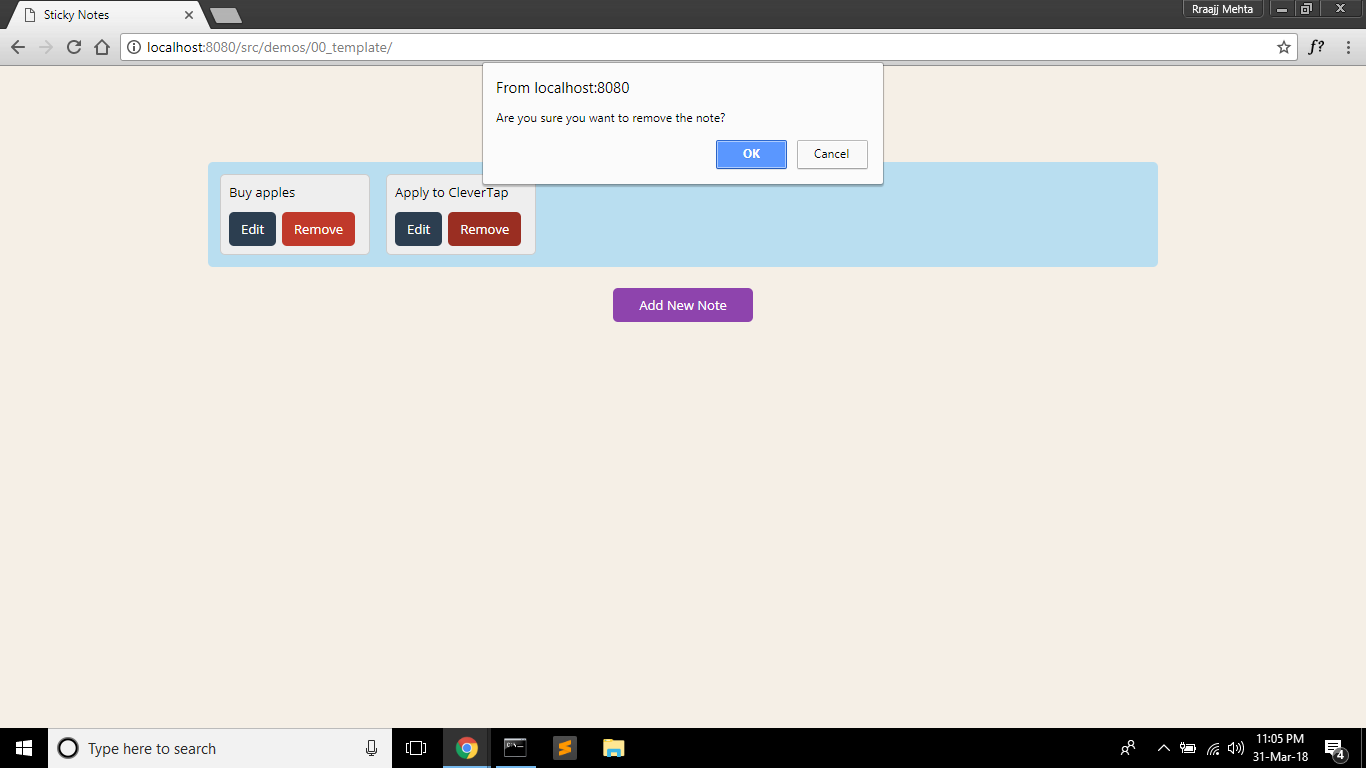 Sticky Notes
Rraajj Mehta
localhost:8080/src/demos/00_template/
f?
From localhost:8080
Are you sure you want to remove the note?
OK
Cancel
Buy apples
Edit
Remove
Apply to CleverTap
Edit
Remove
Add New Note
Type here to search
11:05 PM
31-Mar-18
4